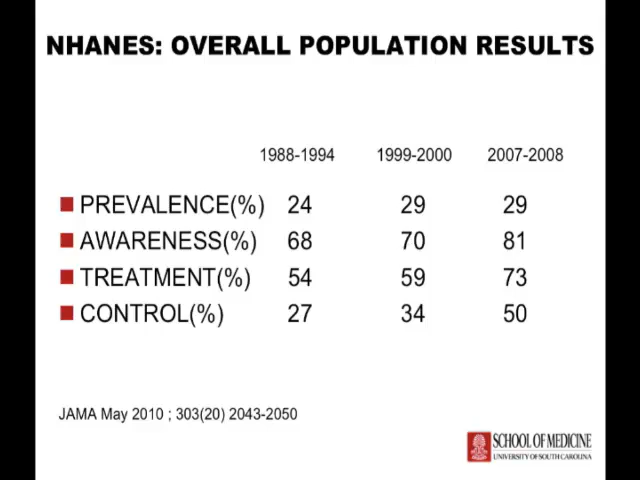 NHANES: OVERALL POPULATION RESULTS
1988-1994 1999-2000 2007-2008
PREVALENCE(%) 24 29 29
AWARENESS(%) 68 70 81
TREATMENT(%) 54 59 73
CONTROL(%) 27 34 50
JAMA May 2010 ; 303(20) 2043-2050
SCHOOL OF MEDICINE
UNIVERSITY OF SOUTH CAROLINA